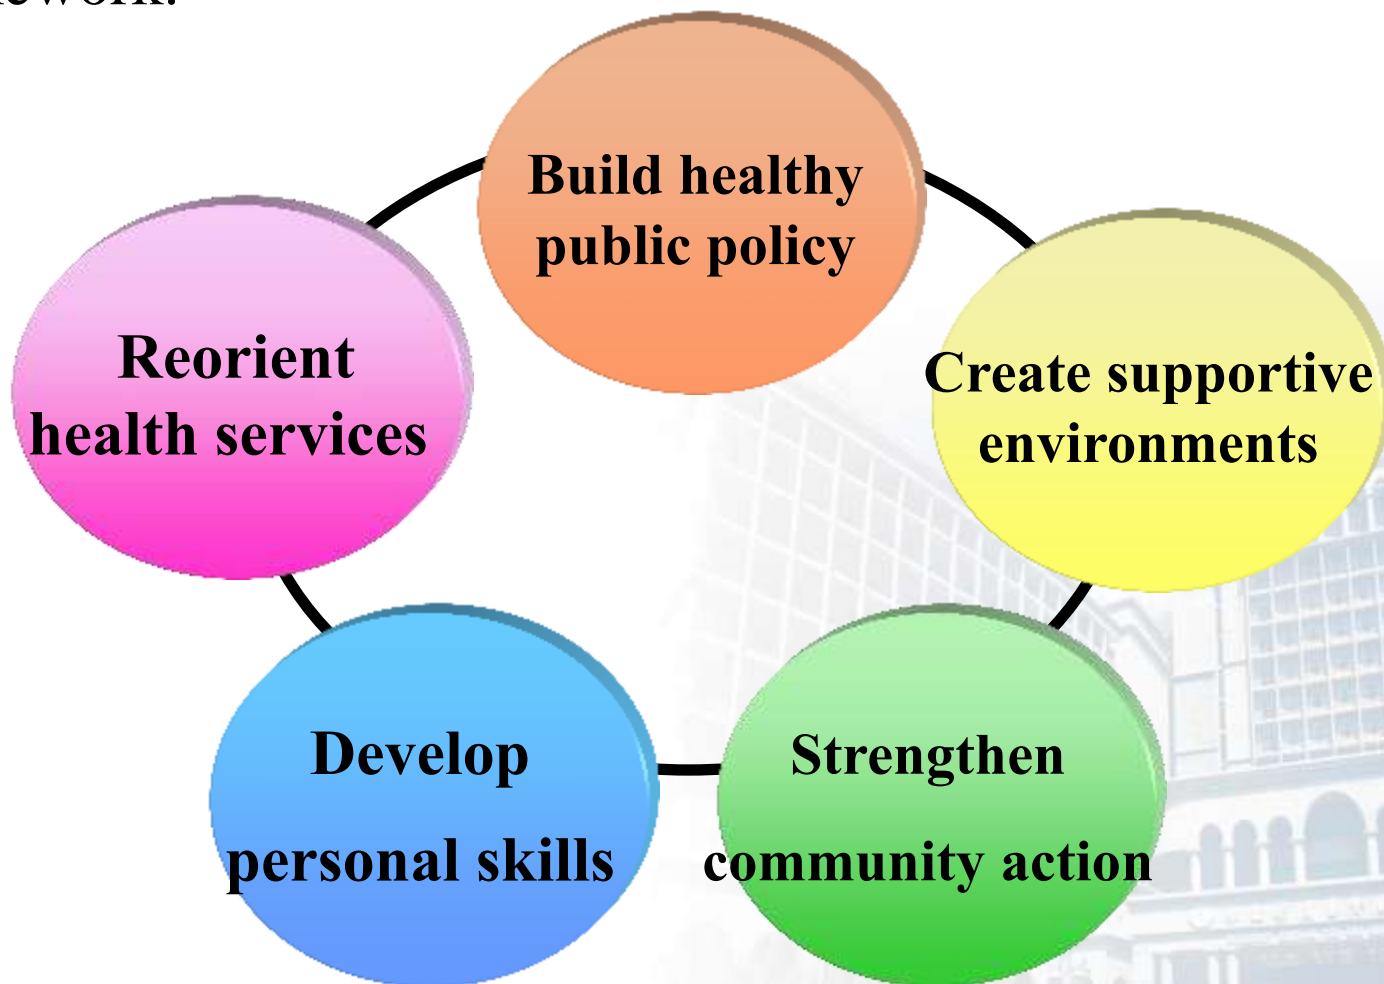 Build healthy
public policy
Create supportive
environments
Strengthen
community action
Develop
personal skills
Reorient
health services